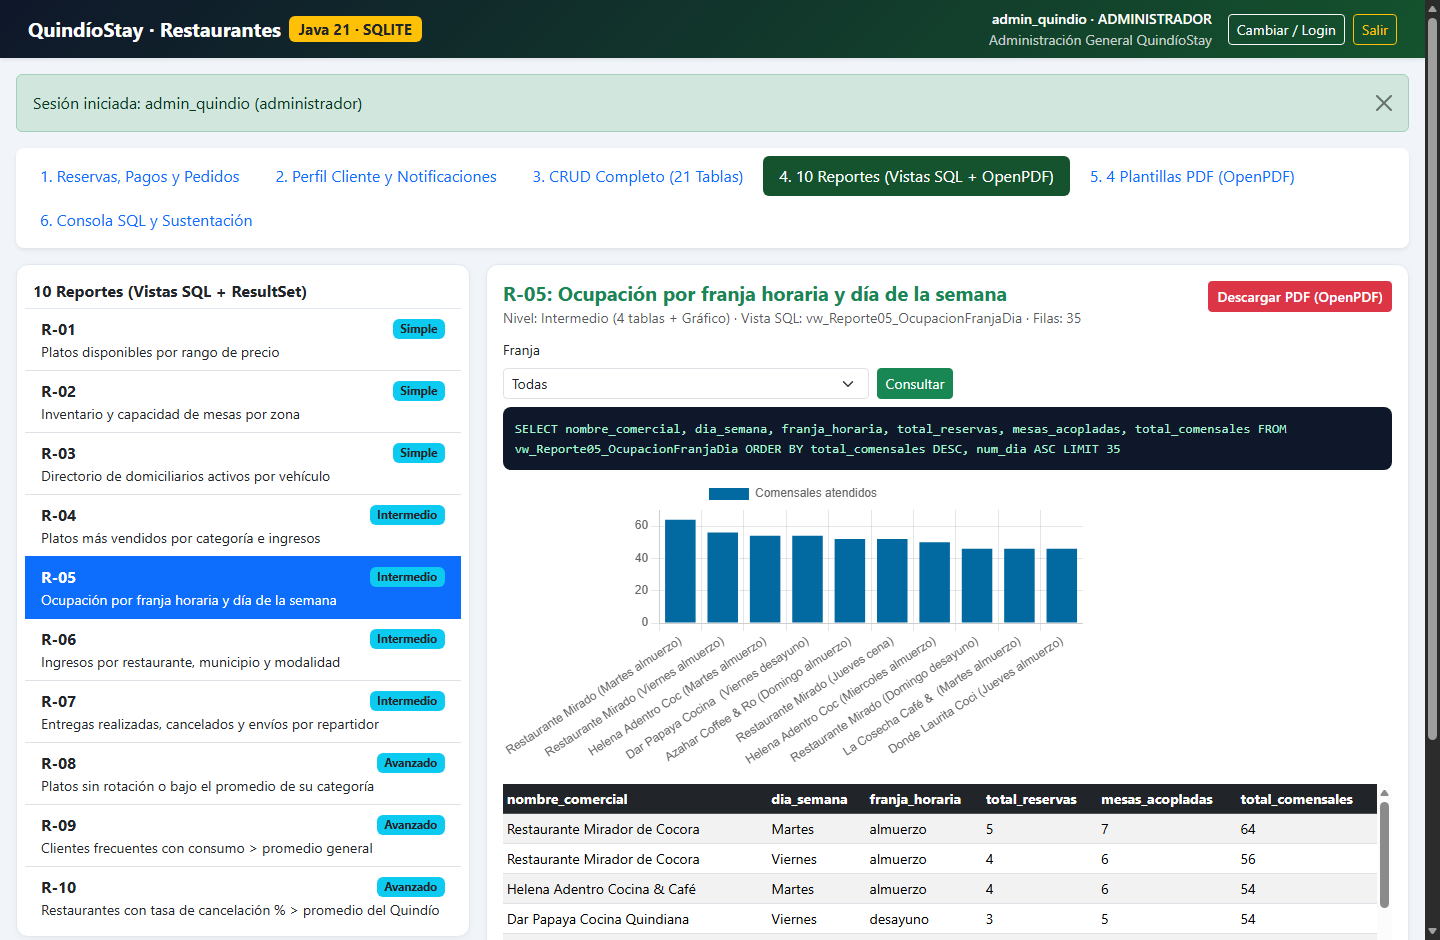 QuindíoStay · Restaurantes
Java 21 · SQLITE
admin_quindio · ADMINISTRADOR
Administración General QuindíoStay
Cambiar / Login
Salir
Sesión iniciada: admin_quindio (administrador)
1. Reservas, Pagos y Pedidos
2. Perfil Cliente y Notificaciones
3. CRUD Completo (21 Tablas)
4. 10 Reportes (Vistas SQL + OpenPDF)
5. 4 Plantillas PDF (OpenPDF)
6. Consola SQL y Sustentación
10 Reportes (Vistas SQL + ResultSet)
R-01
Simple
Platos disponibles por rango de precio
R-02
Simple
Inventario y capacidad de mesas por zona
R-03
Simple
Directorio de domiciliarios activos por vehículo
R-04
Intermedio
Platos más vendidos por categoría e ingresos
R-05
Intermedio
Ocupación por franja horaria y día de la semana
R-06
Intermedio
Ingresos por restaurante, municipio y modalidad
R-07
Intermedio
Entregas realizadas, cancelados y envíos por repartidor
R-08
Avanzado
Platos sin rotación o bajo el promedio de su categoría
R-09
Avanzado
Clientes frecuentes con consumo > promedio general
R-10
Avanzado
Restaurantes con tasa de cancelación % > promedio del Quindío
R-05: Ocupación por franja horaria y día de la semana
Descargar PDF (OpenPDF)
Nivel: Intermedio (4 tablas + Gráfico) · Vista SQL: vw_Reporte05_OcupacionFranjaDia · Filas: 35
Franja
Todas
Consultar
SELECT nombre_comercial, dia_semana, franja_horaria, total_reservas, mesas_acopladas, total_comensales FROM
vw_Reporte05_OcupacionFranjaDia ORDER BY total_comensales DESC, num_dia ASC LIMIT 35
Comensales atendidos
60
40
20
0
Restaurante Mirado (Martes almuerzo)
Restaurante Mirado (Viernes almuerzo)
Helena Adentro Coc (Martes almuerzo)
Dar Papaya Cocina (Viernes desayuno)
Azahar Coffee & Ro (Domingo almuerzo)
Restaurante Mirado (Jueves cena)
Helena Adentro Coc (Miercoles almuerzo)
Restaurante Mirado (Domingo desayuno)
La Cosecha Café & (Martes almuerzo)
Donde Laurita Coci (Jueves almuerzo)
nombre_comercial dia_semana franja_horaria total_reservas mesas_acopladas total_comensales
Restaurante Mirador de Cocora Martes almuerzo 5 7 64
Restaurante Mirador de Cocora Viernes almuerzo 4 6 56
Helena Adentro Cocina & Café Martes almuerzo 4 6 54
Dar Papaya Cocina Quindiana Viernes desayuno 3 5 54